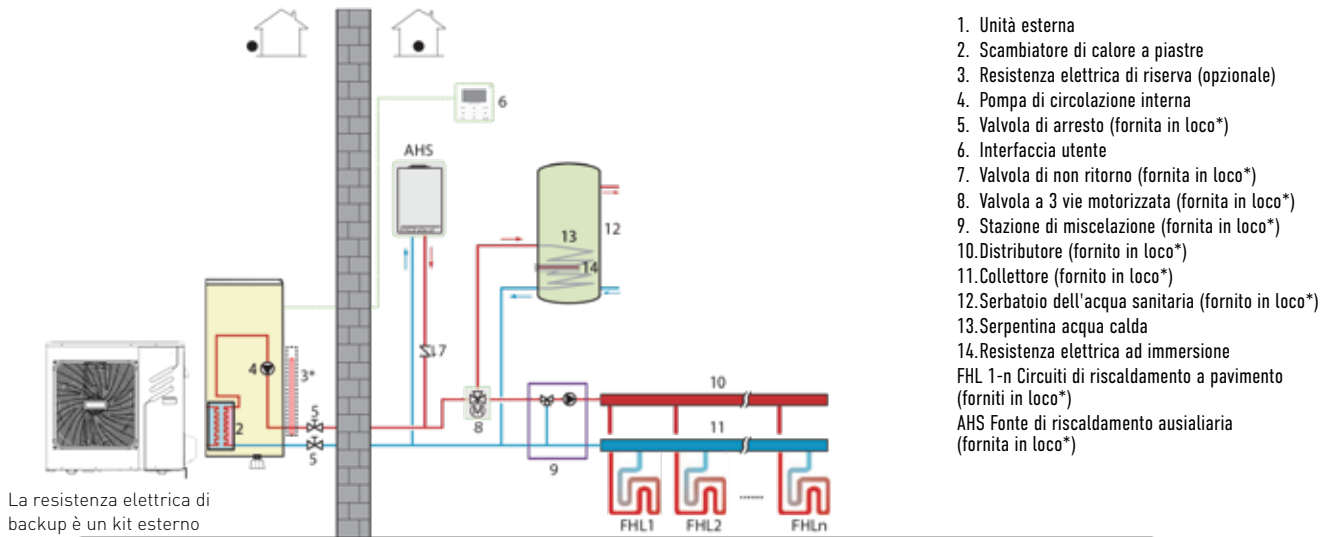 AHS
6
13
12
14
7
4
3*
5
2
5
8
10
11
9
1
FHL1
FHL2
......
FHLn
La resistenza elettrica di
backup è un kit esterno
1. Unità esterna
2. Scambiatore di calore a piastre
3. Resistenza elettrica di riserva (opzionale)
4. Pompa di circolazione interna
5. Valvola di arresto (fornita in loco*)
6. Interfaccia utente
7. Valvola di non ritorno (fornita in loco*)
8. Valvola a 3 vie motorizzata (fornita in loco*)
9. Stazione di miscelazione (fornita in loco*)
10.Distributore (fornito in loco*)
11.Collettore (fornito in loco*)
12.Serbatoio dell'acqua sanitaria (fornito in loco*)
13.Serpentina acqua calda
14.Resistenza elettrica ad immersione
FHL 1-n Circuiti di riscaldamento a pavimento
(forniti in loco*)
AHS Fonte di riscaldamento ausialiaria
(fornita in loco*)